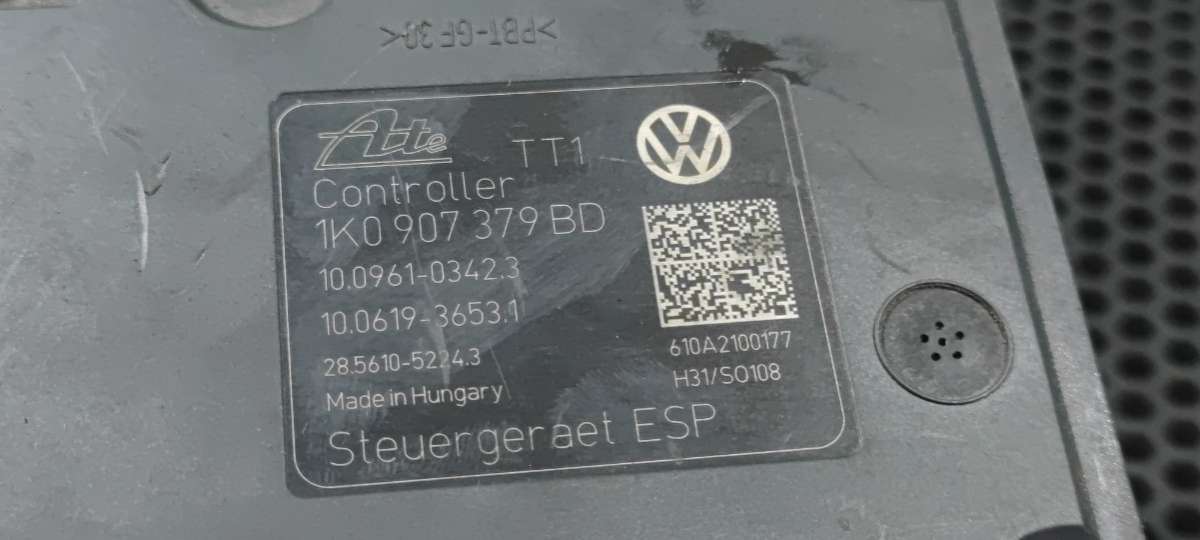 >PBT-GF30<
Ate TT1
Controller
1K0 907 379 BD
10.0961-0342.3
10.0619-3653.1
28.5610-5224.3
Made in Hungary
610A2100177
H31/SO108
Steuergeraet ESP